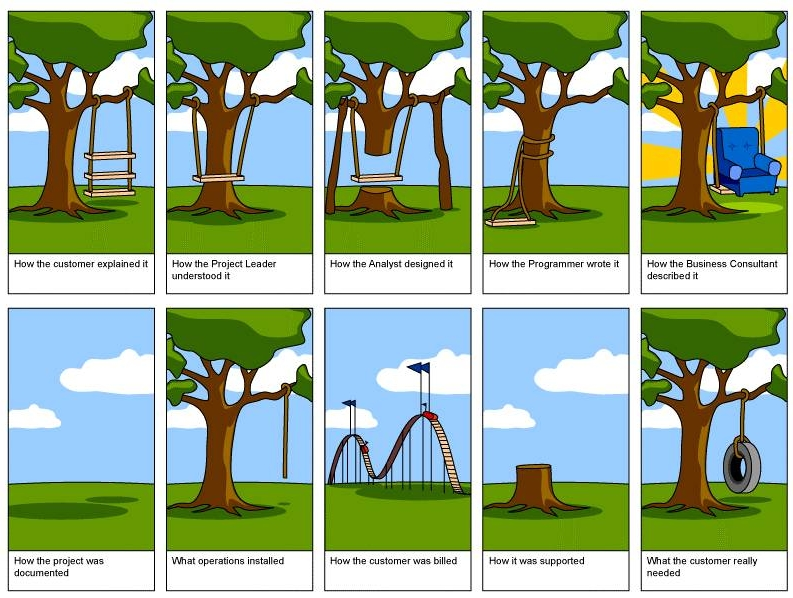 How the customer explained it
How the Project Leader
understood it
How the Analyst designed it
How the Programmer wrote it
How the Business Consultant
described it
How the project was
documented
What operations installed
How the customer was billed
How it was supported
What the customer really
needed